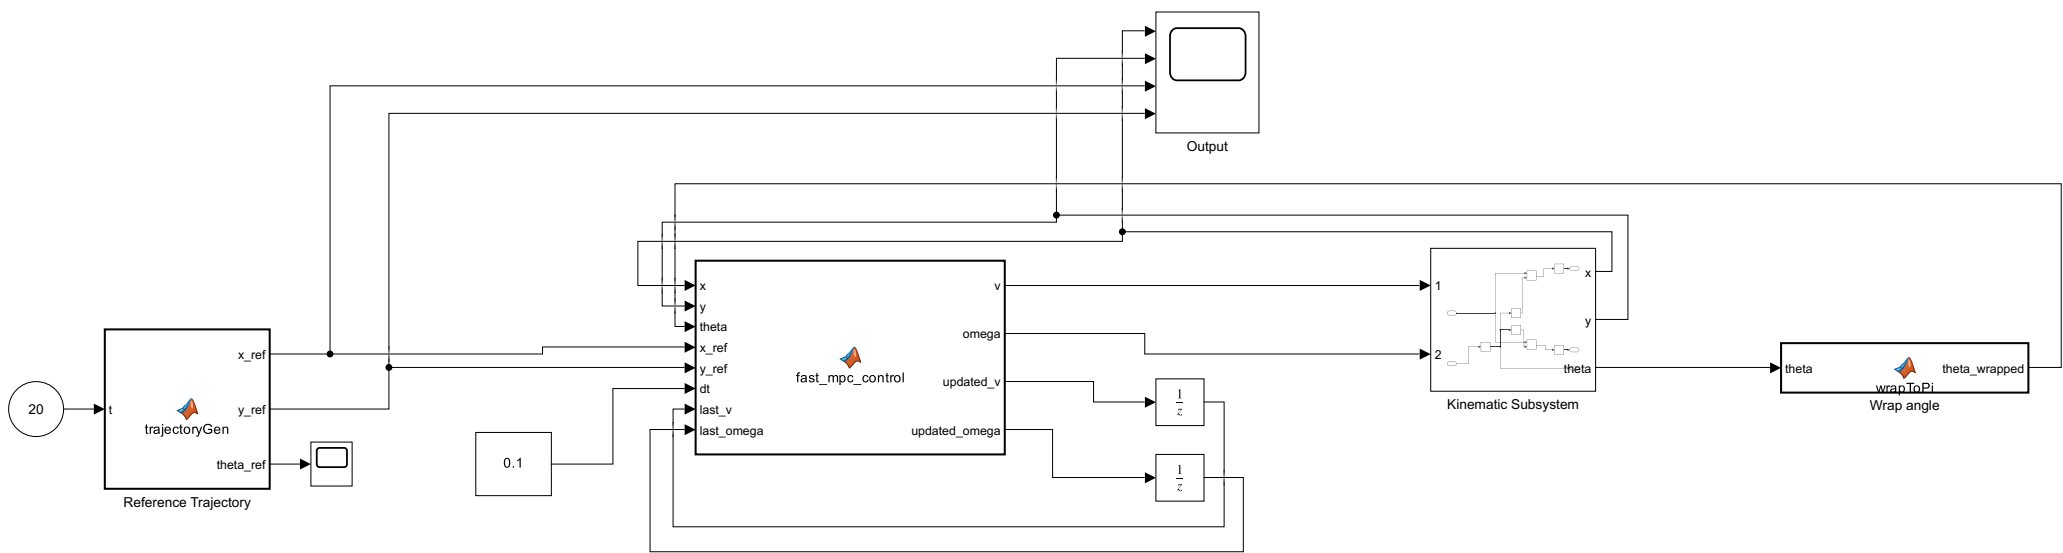 Output
x
y
theta
x_ref
y_ref
dt
last_v
last_omega
fast_mpc_control
v
omega
updated_v
updated_omega
1
2
x
y
theta
Kinematic Subsystem
theta
wrapToPi
theta_wrapped
Wrap angle
20
t
trajectoryGen
x_ref
y_ref
theta_ref
Reference Trajectory
0.1
1
z
1
z